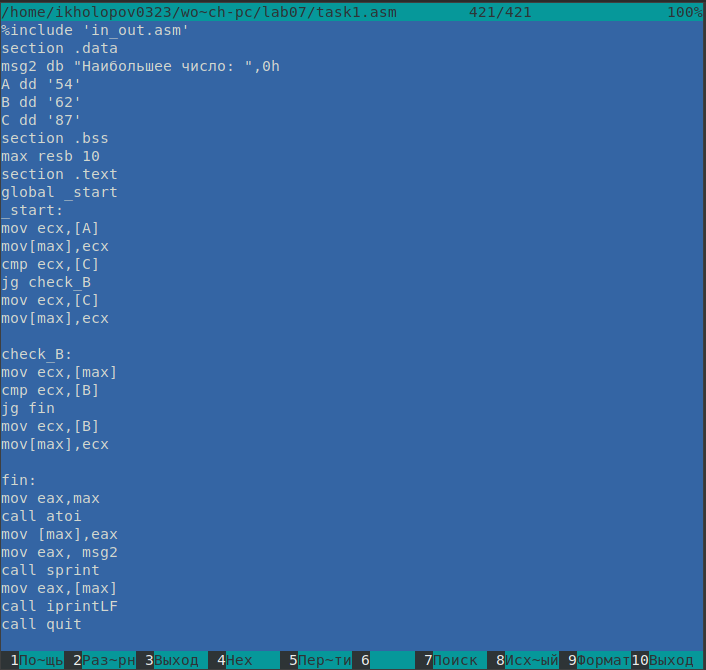 /home/ikholopov0323/wo~ch-pc/lab07/task1.asm 421/421 100%
%include 'in_out.asm'
section .data
msg2 db "Наибольшее число: ",0h
A dd '54'
B dd '62'
C dd '87'
section .bss
max resb 10
section .text
global _start
_start:
mov ecx,[A]
mov[max],ecx
cmp ecx,[C]
jg check_B
mov ecx,[C]
mov[max],ecx
check_B:
mov ecx,[max]
cmp ecx,[B]
jg fin
mov ecx,[B]
mov[max],ecx
fin:
mov eax,max
call atoi
mov [max],eax
mov eax, msg2
call sprint
mov eax,[max]
call iprintLF
call quit
1По~щь 2Раз~рн 3Выход 4Hex 5Пер~ти 6 7Поиск 8Исх~ый 9Формат 10Выход